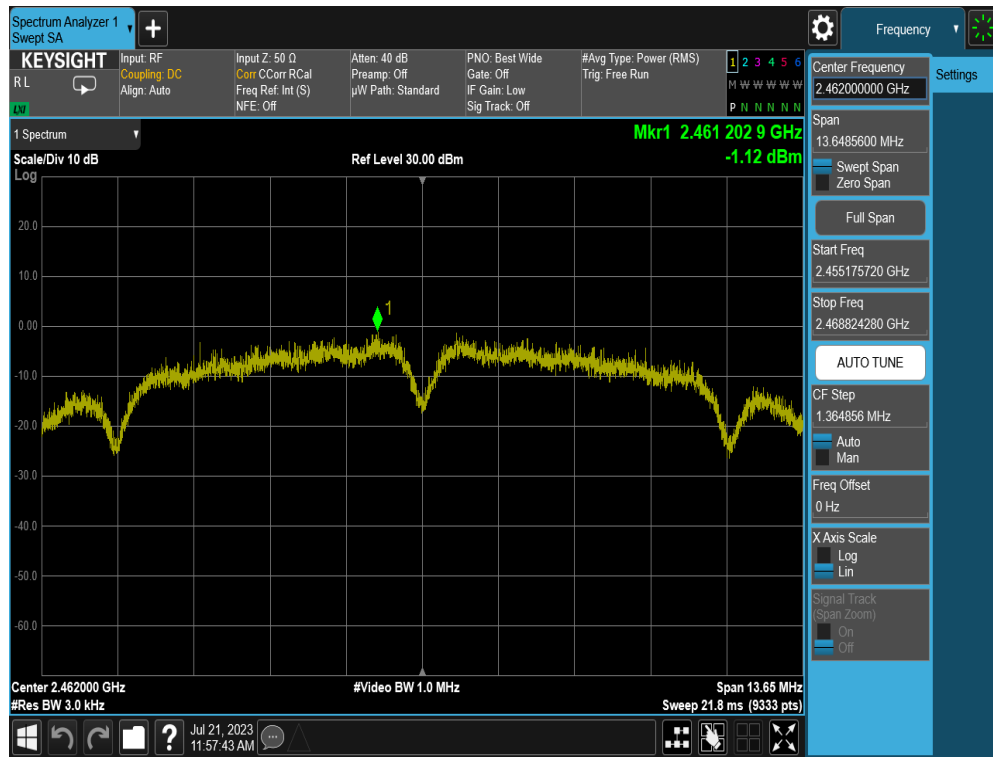 Spectrum Analyzer 1
Swept SA
+
Frequency
KEYSIGHT
R L
LXI
Input: RF
Coupling: DC
Align: Auto
Input Z: 50 Ω
Corr CCorr RCal
Freq Ref: Int (S)
NFE: Off
Atten: 40 dB
Preamp: Off
µW Path: Standard
PNO: Best Wide
Gate: Off
IF Gain: Low
Sig Track: Off
#Avg Type: Power (RMS)
Trig: Free Run
1 2 3 4 5 6
M W W W W W
P N N N N N
1 Spectrum
Mkr1 2.461 202 9 GHz
Scale/Div 10 dB
Ref Level 30.00 dBm
-1.12 dBm
Log
20.0
10.0
0.00
-10.0
-20.0
-30.0
-40.0
-50.0
-60.0
1
Center 2.462000 GHz
#Video BW 1.0 MHz
Span 13.65 MHz
#Res BW 3.0 kHz
Sweep 21.8 ms (9333 pts)
Jul 21, 2023
11:57:43 AM
?
Center Frequency
2.462000000 GHz
Settings
Span
13.6485600 MHz
Swept Span
Zero Span
Full Span
Start Freq
2.455175720 GHz
Stop Freq
2.468824280 GHz
AUTO TUNE
CF Step
1.364856 MHz
Auto
Man
Freq Offset
0 Hz
X Axis Scale
Log
Lin
Signal Track
(Span Zoom)
On
Off